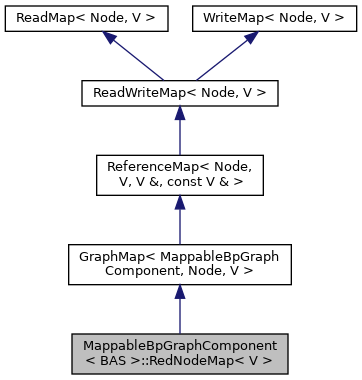 ReadMap< Node, V >
WriteMap< Node, V >
ReadWriteMap< Node, V >
ReferenceMap< Node,
V, V &, const V & >
GraphMap< MappableBpGraph
Component, Node, V >
MappableBpGraphComponent
< BAS >::RedNodeMap< V >